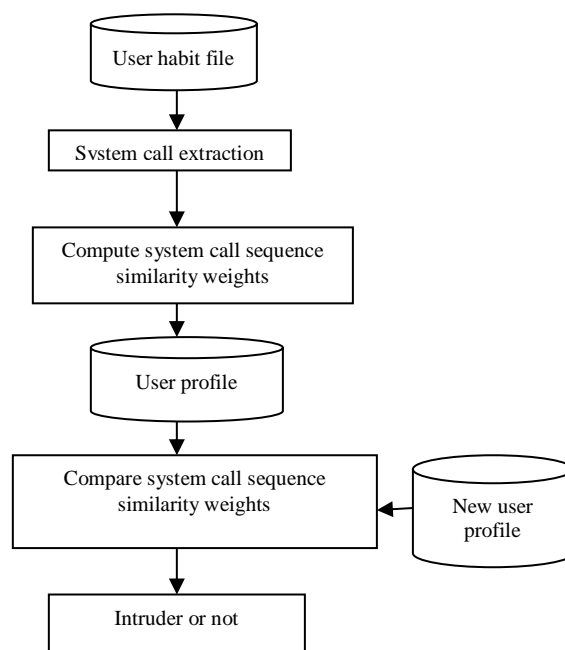 User habit file
System call extraction
Compute system call sequence
similarity weights
User profile
Compare system call sequence
similarity weights
New user
profile
Intruder or not